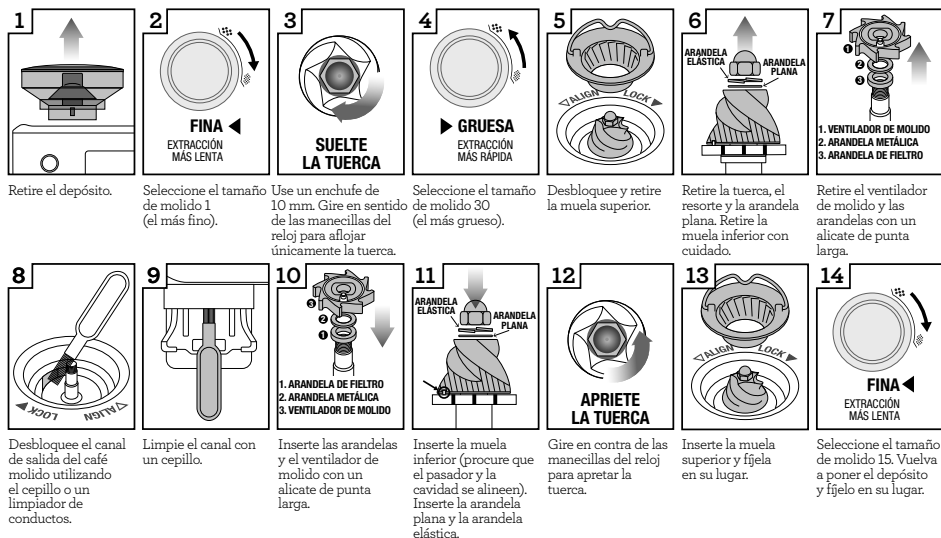 1
Retire el depósito.
2
FINA ◀
EXTRACCIÓN
MÁS LENTA
Seleccione el tamaño
de molido 1
(el más fino).
3
SUELTE
LA TUERCA
Use un enchufe de
10 mm. Gire en sentido
de las manecillas del
reloj para aflojar
únicamente la tuerca.
4
▶ GRUESA
EXTRACCIÓN
MÁS RÁPIDA
Seleccione el tamaño
de molido 30
(el más grueso).
5
▽ALIGN LOCK▼
Desbloquee y retire
la muela superior.
6
ARANDELA
ELÁSTICA
ARANDELA
PLANA
Retire la tuerca, el
resorte y la arandela
plana. Retire la
muela inferior con
cuidado.
7
1
2
3
1. VENTILADOR DE MOLIDO
2. ARANDELA METÁLICA
3. ARANDELA DE FIELTRO
Retire el ventilador
de molido y las
arandelas con un
alicate de punta
larga.
8
▽ALIGN LOCK▼
Desbloquee el canal
de salida del café
molido utilizando
el cepillo o un
limpiador de
conductos.
9
Limpie el canal con
un cepillo.
10
3
2
1
1. ARANDELA DE FIELTRO
2. ARANDELA METÁLICA
3. VENTILADOR DE MOLIDO
Inserte las arandelas
y el ventilador de
molido con un
alicate de punta
larga.
11
ARANDELA
ELÁSTICA
ARANDELA
PLANA
Inserte la muela
inferior (procure que
el pasador y la
cavidad se alineen).
Inserte la arandela
plana y la arandela
elástica.
12
APRIETE
LA TUERCA
Gire en contra de las
manecillas del reloj
para apretar la
tuerca.
13
▽ALIGN LOCK▼
Inserte la muela
superior y fíjela
en su lugar.
14
FINA ◀
EXTRACCIÓN
MÁS LENTA
Seleccione el tamaño
de molido 15. Vuelva
a poner el depósito
y fíjelo en su lugar.